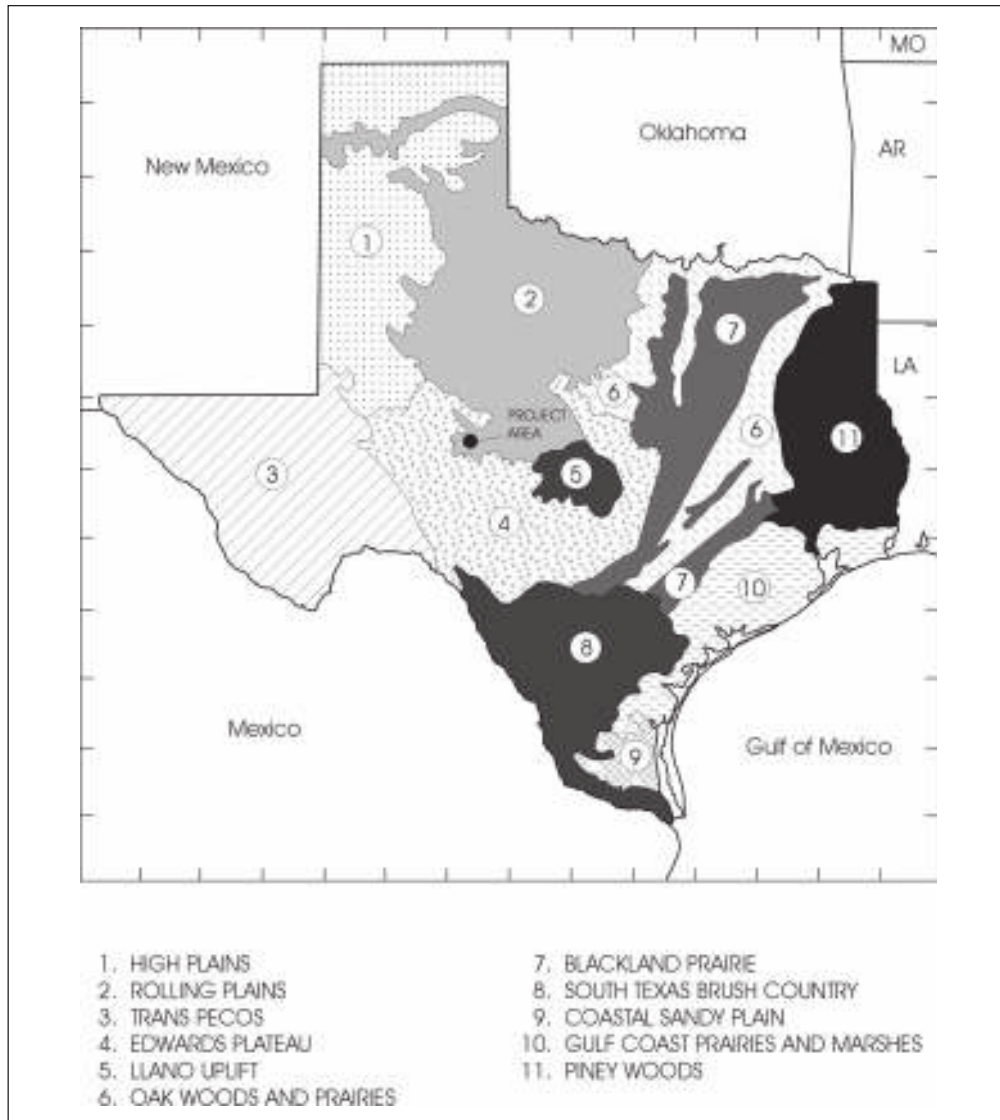 MO
Oklahoma
AR
New Mexico
1
2
7
LA
6
PROJECT
AREA
6
11
3
5
4
10
7
8
Mexico
Gulf of Mexico
9
1. HIGH PLAINS
2. ROLLING PLAINS
3. TRANS PECOS
4. EDWARDS PLATEAU
5. LLANO UPLIFT
6. OAK WOODS AND PRAIRIES
7. BLACKLAND PRAIRIE
8. SOUTH TEXAS BRUSH COUNTRY
9. COASTAL SANDY PLAIN
10. GULF COAST PRAIRIES AND MARSHES
11. PINEY WOODS